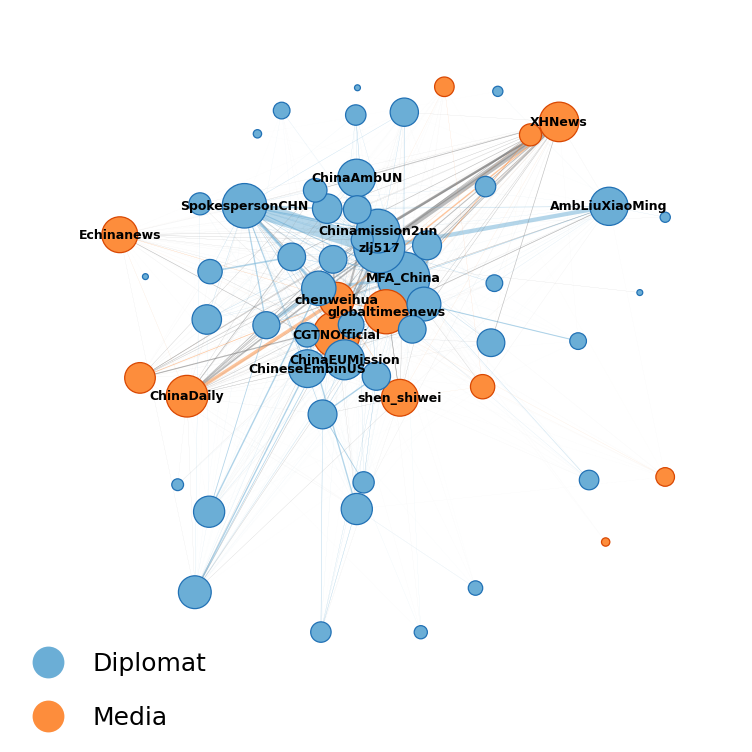 XHNews
ChinaAmbUN
SpokespersonCHN
AmbLiuXiaoMing
Echinanews
Chinamission2un
zlj517
MFA_China
chenweihua
globaltimesnews
CGTNOfficial
ChinaEUMission
ChineseEmbinUS
ChinaDaily
shen_shiwei
Diplomat
Media